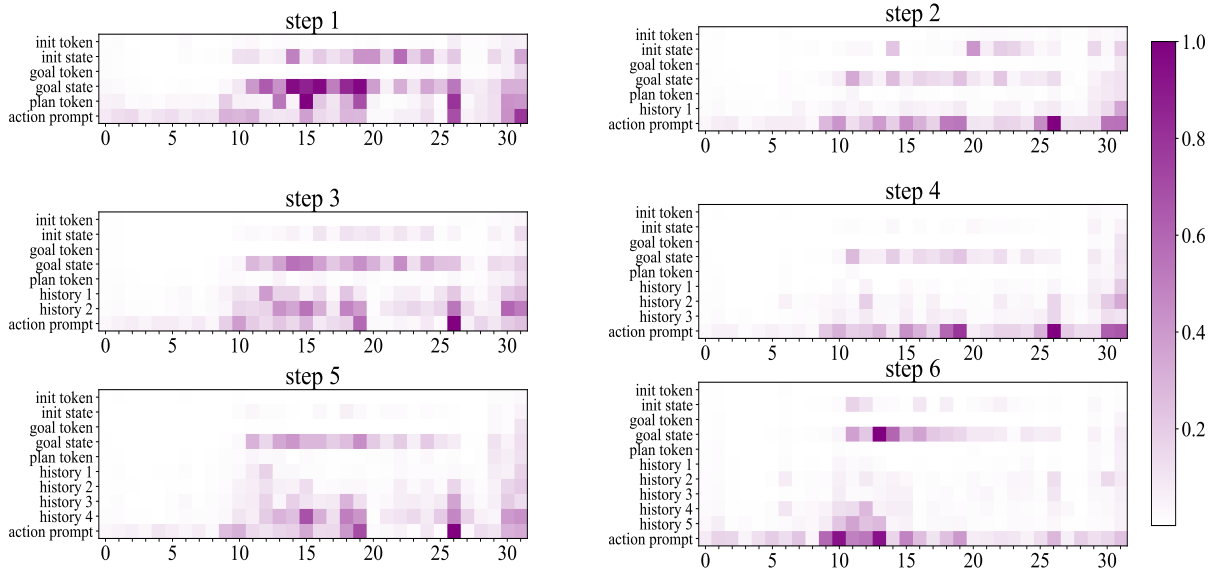 step 1
init token
init state
goal token
goal state
plan token
action prompt
0 5 10 15 20 25 30
step 2
init token
init state
goal token
goal state
plan token
history 1
action prompt
0 5 10 15 20 25 30
step 3
init token
init state
goal token
goal state
plan token
history 1
history 2
action prompt
0 5 10 15 20 25 30
step 4
init token
init state
goal token
goal state
plan token
history 1
history 2
history 3
action prompt
0 5 10 15 20 25 30
step 5
init token
init state
goal token
goal state
plan token
history 1
history 2
history 3
history 4
action prompt
0 5 10 15 20 25 30
step 6
init token
init state
goal token
goal state
plan token
history 1
history 2
history 3
history 4
history 5
action prompt
0 5 10 15 20 25 30
1.0
0.8
0.6
0.4
0.2